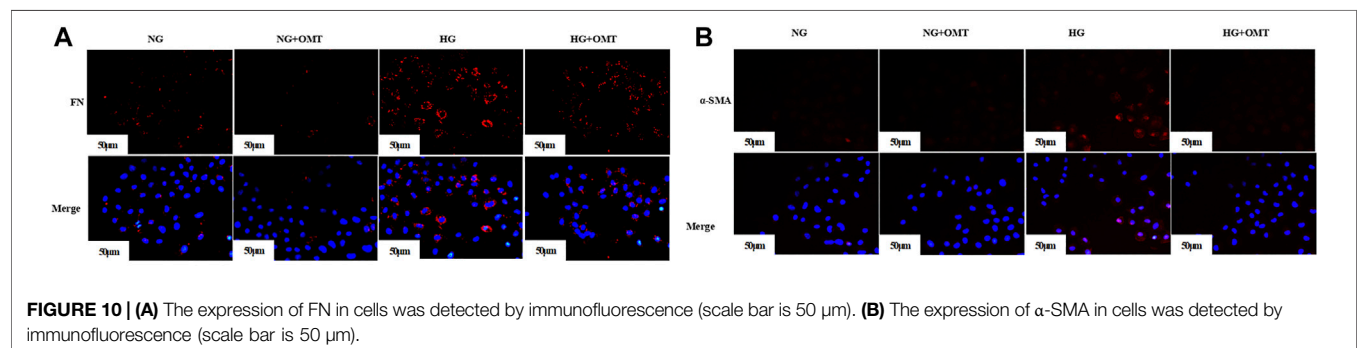 A
NG NG+OMT HG HG+OMT
FN
50μm 50μm 50μm 50μm
Merge
50μm 50μm 50μm 50μm
B
NG NG+OMT HG HG+OMT
α-SMA
50μm 50μm 50μm 50μm
Merge
50μm 50μm 50μm 50μm
FIGURE 10 | (A) The expression of FN in cells was detected by immunofluorescence (scale bar is 50 μm). (B) The expression of α-SMA in cells was detected by
immunofluorescence (scale bar is 50 μm).